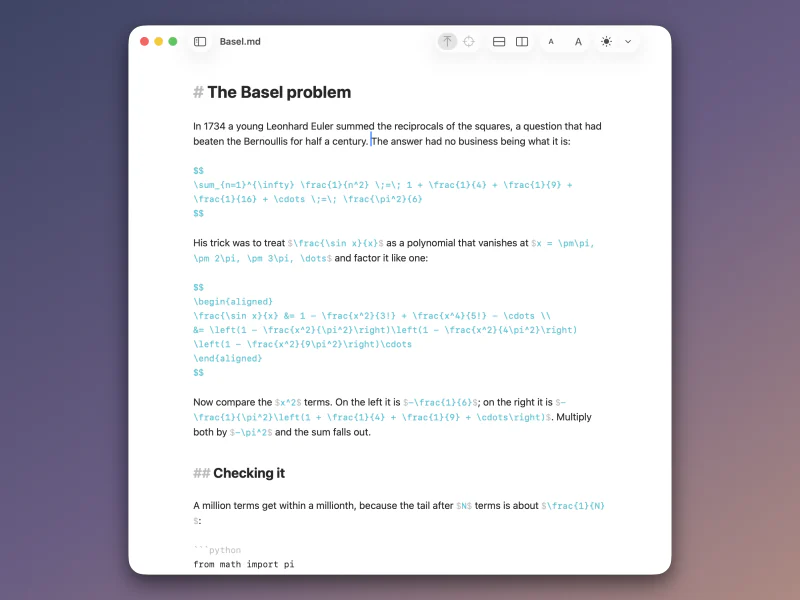 Basel.md
A A
# The Basel problem
In 1734 a young Leonhard Euler summed the reciprocals of the squares, a question that had
beaten the Bernoullis for half a century. The answer had no business being what it is:
$$
\sum_{n=1}^{\infty} \frac{1}{n^2} \;=\; 1 + \frac{1}{4} + \frac{1}{9} +
\frac{1}{16} + \cdots \;=\; \frac{\pi^2}{6}
$$
His trick was to treat $\frac{\sin x}{x}$ as a polynomial that vanishes at $x = \pm\pi,
\pm 2\pi, \pm 3\pi, \dots$ and factor it like one:
$$
\begin{aligned}
\frac{\sin x}{x} &= 1 - \frac{x^2}{3!} + \frac{x^4}{5!} - \cdots \\
&= \left(1 - \frac{x^2}{\pi^2}\right)\left(1 - \frac{x^2}{4\pi^2}\right)
\left(1 - \frac{x^2}{9\pi^2}\right)\cdots
\end{aligned}
$$
Now compare the $x^2$ terms. On the left it is $-\frac{1}{6}$; on the right it is $-
\frac{1}{\pi^2}\left(1 + \frac{1}{4} + \frac{1}{9} + \cdots\right)$. Multiply
both by $-\pi^2$ and the sum falls out.
## Checking it
A million terms get within a millionth, because the tail after $N$ terms is about $\frac{1}{N}
$:
```python
from math import pi